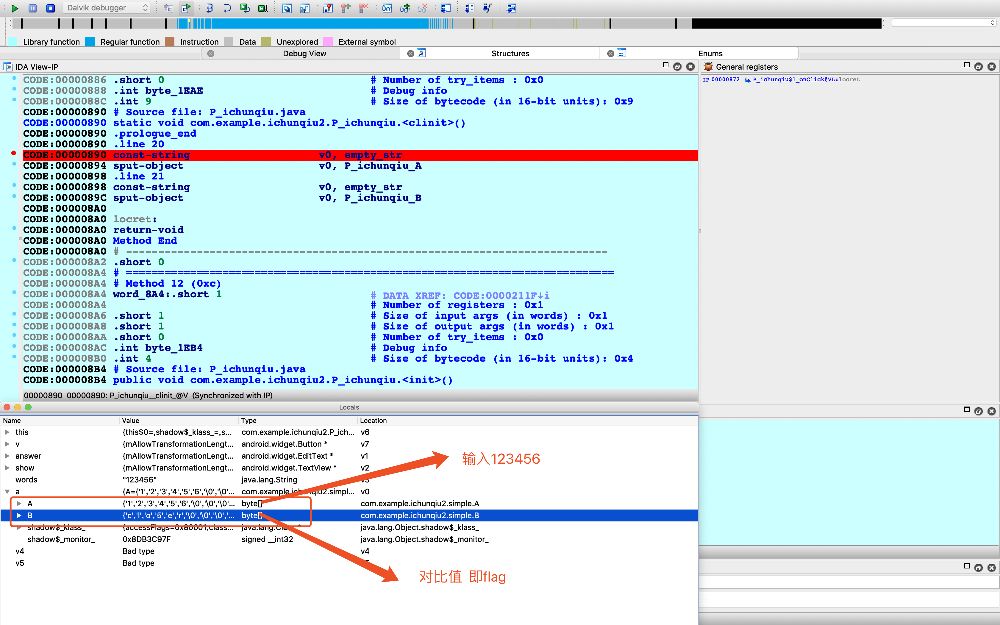 Dalvik debugger
Library function Regular function Instruction Data Unexplored External symbol
Debug View Structures Enums
IDA View-IP
General registers
IP 00000872 P_ichunqiu$1_onClick@VL:locret
CODE:00000886 .short 0 # Number of try_items : 0x0
CODE:00000888 .int byte_1EAE # Debug info
CODE:0000088C .int 9 # Size of bytecode (in 16-bit units): 0x9
CODE:00000890 # Source file: P_ichunqiu.java
CODE:00000890 static void com.example.ichunqiu2.P_ichunqiu.<clinit>()
CODE:00000890 .prologue_end
CODE:00000890 .line 20
CODE:00000890 const-string v0, empty_str
CODE:00000894 sput-object v0, P_ichunqiu_A
CODE:00000898 .line 21
CODE:00000898 const-string v0, empty_str
CODE:0000089C sput-object v0, P_ichunqiu_B
CODE:000008A0
CODE:000008A0 locret:
CODE:000008A0 return-void
CODE:000008A0 Method End
CODE:000008A0 # ---------------------------------------------------------------------------
CODE:000008A2 .short 0
CODE:000008A4 # ============================================================================
CODE:000008A4 # Method 12 (0xc)
CODE:000008A4 word_8A4:.short 1 # DATA XREF: CODE:0000211F↓i
CODE:000008A4 # Number of registers : 0x1
CODE:000008A6 .short 1 # Size of input args (in words) : 0x1
CODE:000008A8 .short 1 # Size of output args (in words) : 0x1
CODE:000008AA .short 0 # Number of try_items : 0x0
CODE:000008AC .int byte_1EB4 # Debug info
CODE:000008B0 .int 4 # Size of bytecode (in 16-bit units): 0x4
CODE:000008B4 # Source file: P_ichunqiu.java
CODE:000008B4 public void com.example.ichunqiu2.P_ichunqiu.<init>()
00000890 00000890: P_ichunqiu__clinit_@V (Synchronized with IP)
Locals
Name Value Type Location
this {this$0=,shadow$_klass_=,s... com.example.ichunqiu2.P_ich... v6
v {mAllowTransformationLengt... android.widget.Button * v7
answer {mAllowTransformationLengt... android.widget.EditText * v1
show {mAllowTransformationLengt... android.widget.TextView * v2
words "123456" java.lang.String v3
a {A={'1','2','3','4','5','6','\0','\0'... com.example.ichunqiu2.simpl... v0
A {'1','2','3','4','5','6','\0','\0','\0'... byte[] com.example.ichunqiu2.simple.A
B {'c','l','o','5','e','r','\0','\0','\0','... byte[] com.example.ichunqiu2.simple.B
shadow$_klass_ {accessFlags=0x80001,class... java.lang.Class * java.lang.Object.shadow$_klass_
shadow$_monitor_ 0x8DB3C97F signed __int32 java.lang.Object.shadow$_monitor_
v4 Bad type v4
v5 Bad type
输入123456
对比值 即flag